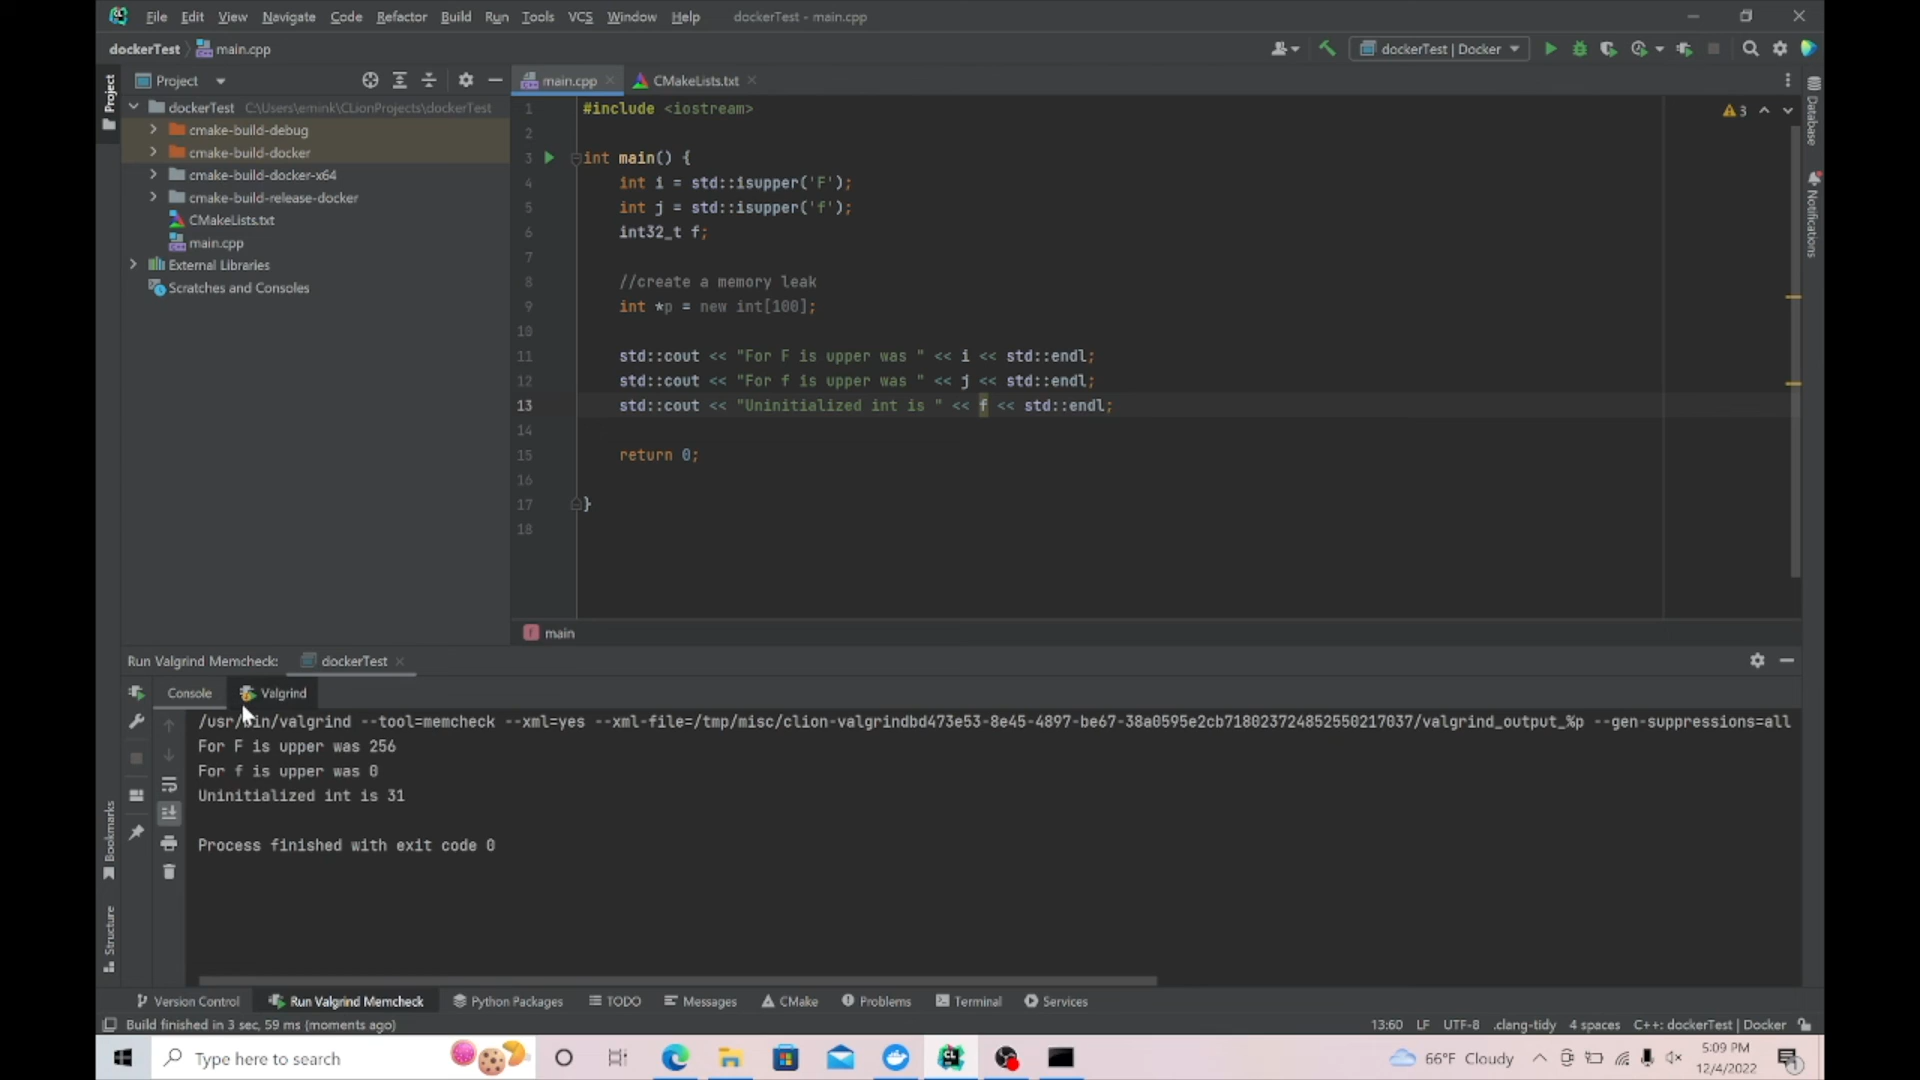 File Edit View Navigate Code Refactor Build Run Tools VCS Window Help dockerTest - main.cpp
dockerTest main.cpp dockerTest | Docker
Project
Project
main.cpp CMakeLists.txt
dockerTest C:\Users\emink\CLionProjects\dockerTest
cmake-build-debug
cmake-build-docker
cmake-build-docker-x64
cmake-build-release-docker
CMakeLists.txt
main.cpp
External Libraries
Scratches and Consoles
1 #include <iostream>
2
3 int main() {
4 int i = std::isupper('F');
5 int j = std::isupper('f');
6 int32_t f;
7
8 //create a memory leak
9 int *p = new int[100];
10
11 std::cout << "For F is upper was " << i << std::endl;
12 std::cout << "For f is upper was " << j << std::endl;
13 std::cout << "Uninitialized int is " << f << std::endl;
14
15 return 0;
16
17 }
18
3
Database
Notifications
main
Run Valgrind Memcheck: dockerTest
Console Valgrind
/usr/bin/valgrind --tool=memcheck --xml=yes --xml-file=/tmp/misc/clion-valgrindbd473e53-8e45-4897-be67-38a0595e2cb718023724852550217037/valgrind_output_%p --gen-suppressions=all
For F is upper was 256
For f is upper was 0
Uninitialized int is 31
Process finished with exit code 0
Bookmarks
Structure
Version Control Run Valgrind Memcheck Python Packages TODO Messages CMake Problems Terminal Services
Build finished in 3 sec, 59 ms (moments ago) 13:60 LF UTF-8 .clang-tidy 4 spaces C++: dockerTest | Docker
Type here to search 66°F Cloudy 5:09 PM
12/4/2022
1